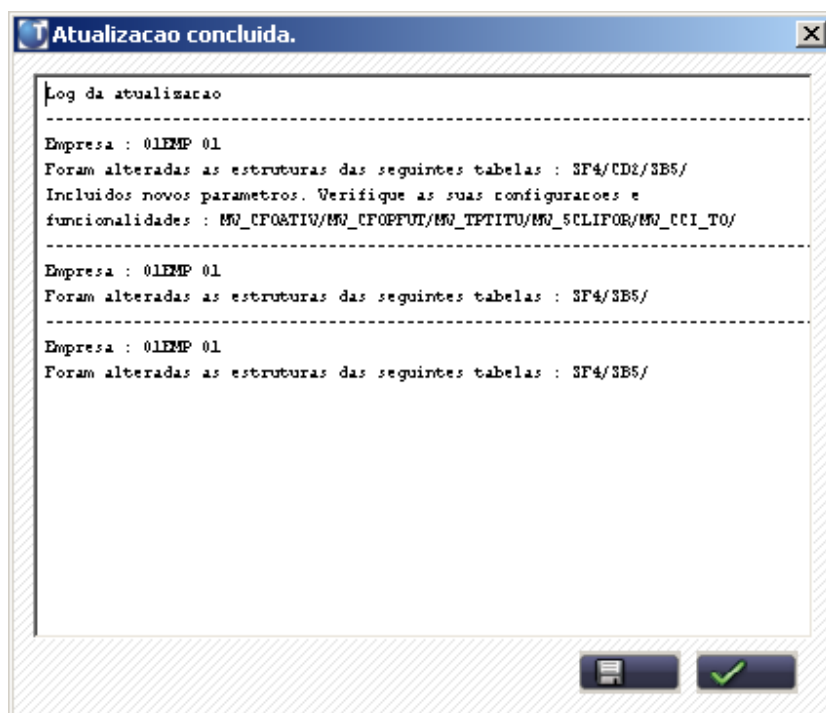 Atualizacao concluida.
Log da atualizacao
--------------------------------------------------------------------------------
Empresa : 01EMP 01
Foram alteradas as estruturas das seguintes tabelas : SF4/CD2/SB5/
Incluidos novos parametros. Verifique as suas configuracoes e
funcionalidades : MV_CFOATIV/MV_CFOPFUT/MV_TPTITU/MV_SCLIFOR/MV_CCI_TO/
--------------------------------------------------------------------------------
Empresa : 01EMP 01
Foram alteradas as estruturas das seguintes tabelas : SF4/SB5/
--------------------------------------------------------------------------------
Empresa : 01EMP 01
Foram alteradas as estruturas das seguintes tabelas : SF4/SB5/